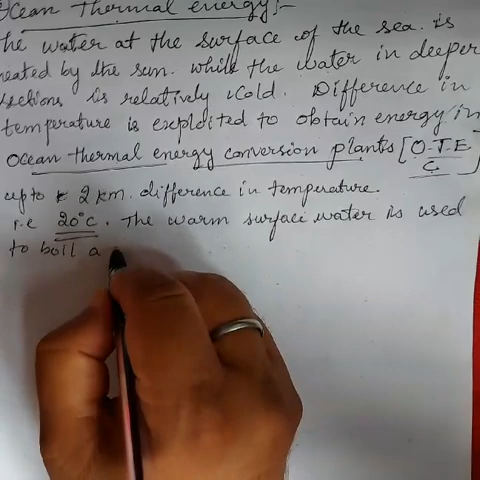 Ocean thermal energy:-
The water at the surface of the sea. is
heated by the sun. while the water in deeper
sections is relatively cold. Difference in
temperature is exploited to obtain energy in
Ocean thermal energy conversion plants [O.T.E
C.]
upto 2 km. difference in temperature.
i.e 20°C. The warm surface water is used
to boil a